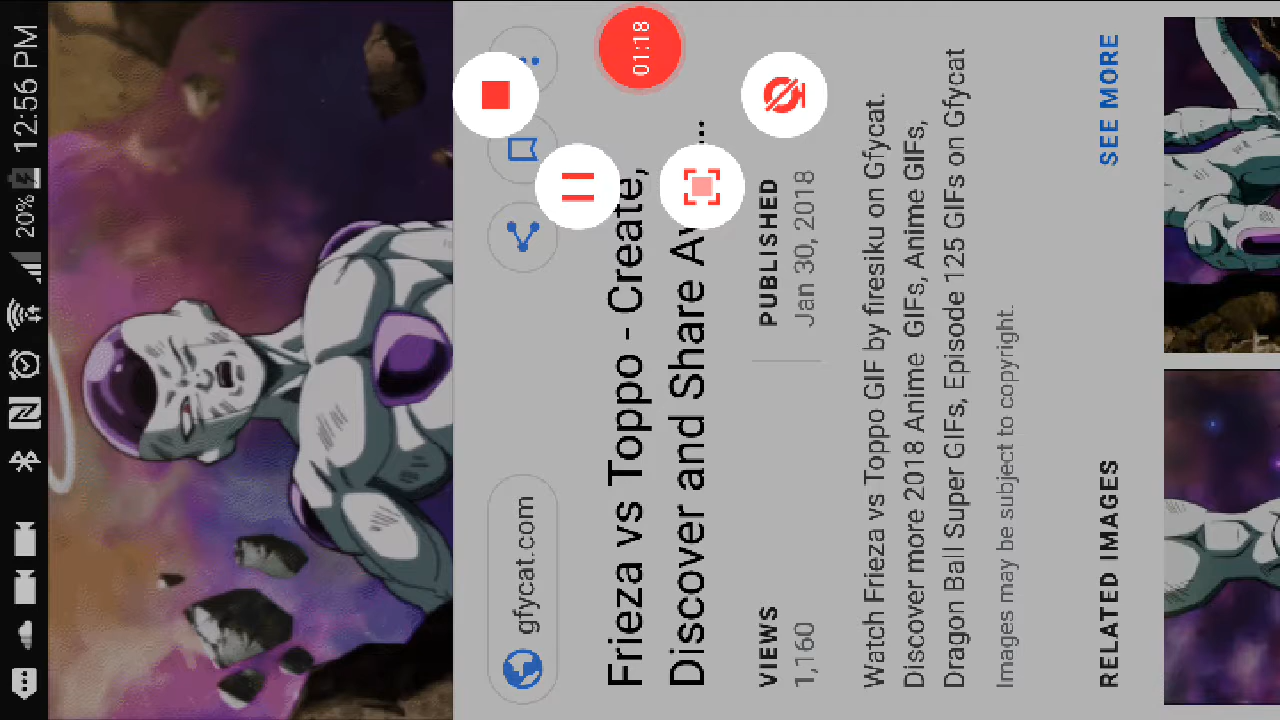 20% 12:56 PM
01:18
gfycat.com
Frieza vs Toppo - Create,
Discover and Share A
...
VIEWS
1,160
PUBLISHED
Jan 30, 2018
Watch Frieza vs Toppo GIF by firesiku on Gfycat.
Discover more 2018 Anime GIFs, Anime GIFs,
Dragon Ball Super GIFs, Episode 125 GIFs on Gfycat
Images may be subject to copyright.
RELATED IMAGES
SEE MORE